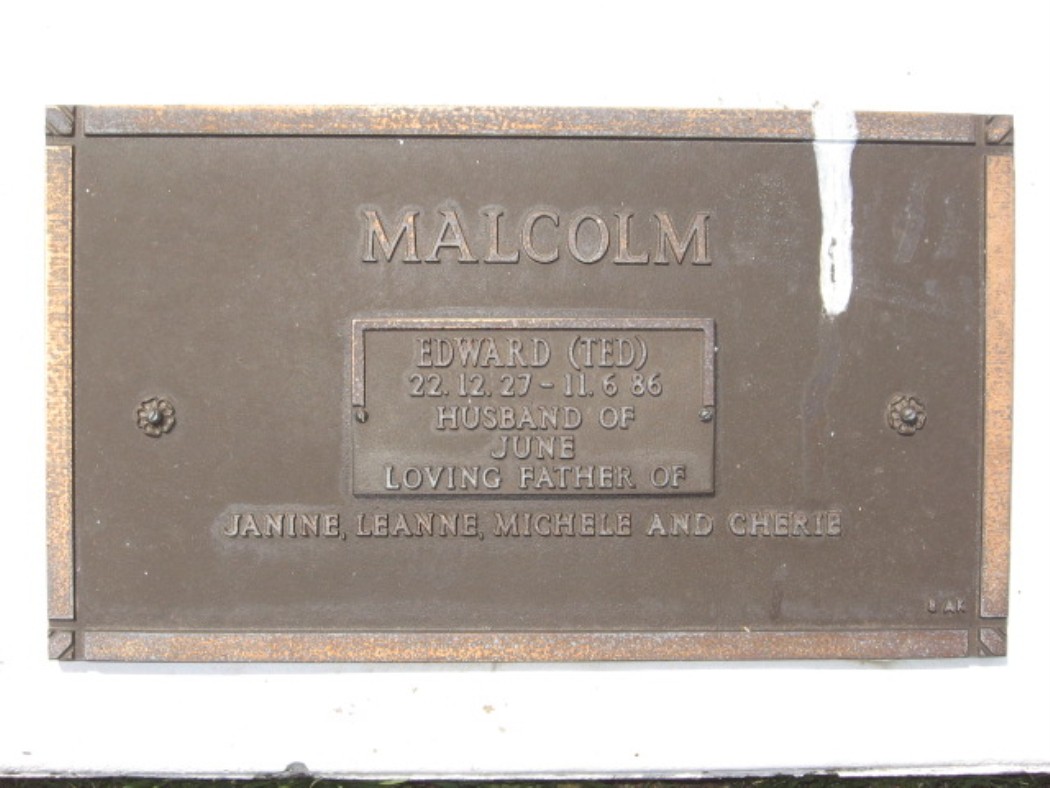 MALCOLM
EDWARD (TED)
22.12.27 - 11.6 86
HUSBAND OF
JUNE
LOVING FATHER OF
JANINE, LEANNE, MICHELE AND CHERIE